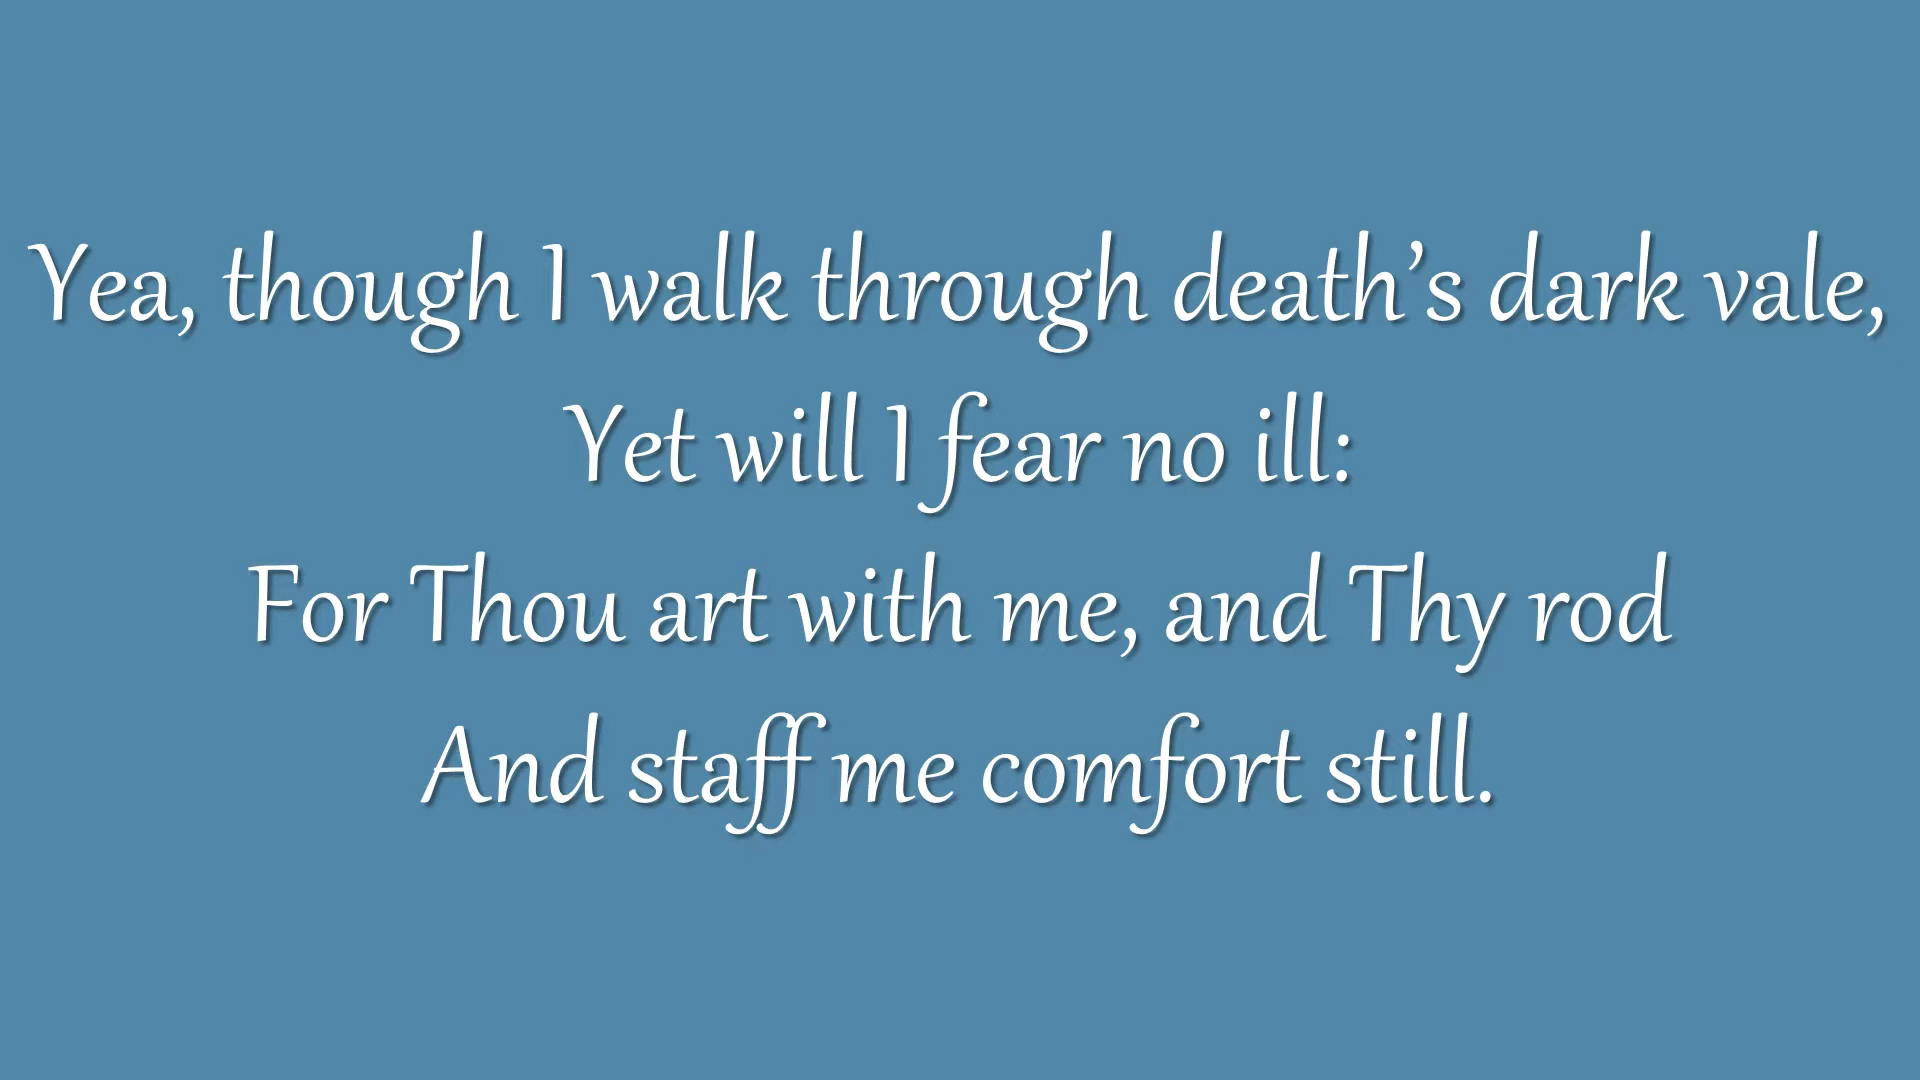 Yea, though I walk through death’s dark vale,
Yet will I fear no ill:
For Thou art with me, and Thy rod
And staff me comfort still.